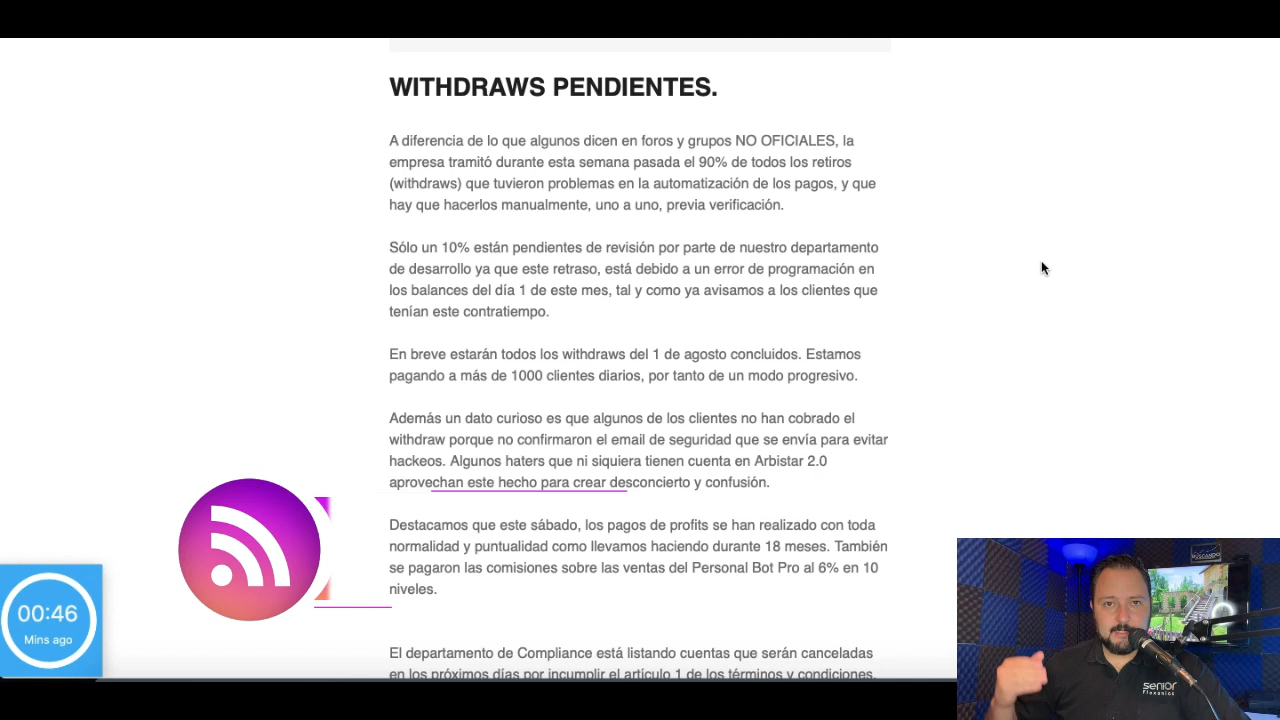 WITHDRAWS PENDIENTES.
A diferencia de lo que algunos dicen en foros y grupos NO OFICIALES, la
empresa tramitó durante esta semana pasada el 90% de todos los retiros
(withdraws) que tuvieron problemas en la automatización de los pagos, y que
hay que hacerlos manualmente, uno a uno, previa verificación.
Sólo un 10% están pendientes de revisión por parte de nuestro departamento
de desarrollo ya que este retraso, está debido a un error de programación en
los balances del día 1 de este mes, tal y como ya avisamos a los clientes que
tenían este contratiempo.
En breve estarán todos los withdraws del 1 de agosto concluidos. Estamos
pagando a más de 1000 clientes diarios, por tanto de un modo progresivo.
Además un dato curioso es que algunos de los clientes no han cobrado el
withdraw porque no confirmaron el email de seguridad que se envía para evitar
hackeos. Algunos haters que ni siquiera tienen cuenta en Arbistar 2.0
aprovechan este hecho para crear desconcierto y confusión.
Destacamos que este sábado, los pagos de profits se han realizado con toda
normalidad y puntualidad como llevamos haciendo durante 18 meses. También
se pagaron las comisiones sobre las ventas del Personal Bot Pro al 6% en 10
niveles.
El departamento de Compliance está listando cuentas que serán canceladas
en los próximos días por incumplir el artículo 1 de los términos y condiciones.
00:46
Mins ago
BUSCANDO
senior